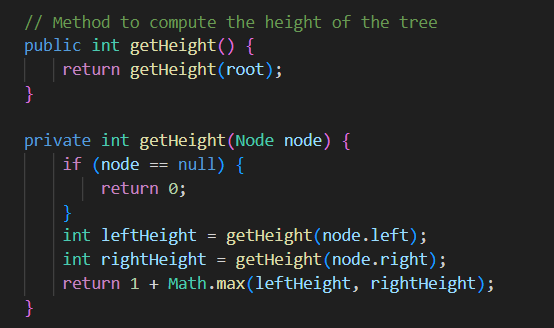 // Method to compute the height of the tree
public int getHeight() {
    return getHeight(root);
}

private int getHeight(Node node) {
    if (node == null) {
        return 0;
    }
    int leftHeight = getHeight(node.left);
    int rightHeight = getHeight(node.right);
    return 1 + Math.max(leftHeight, rightHeight);
}